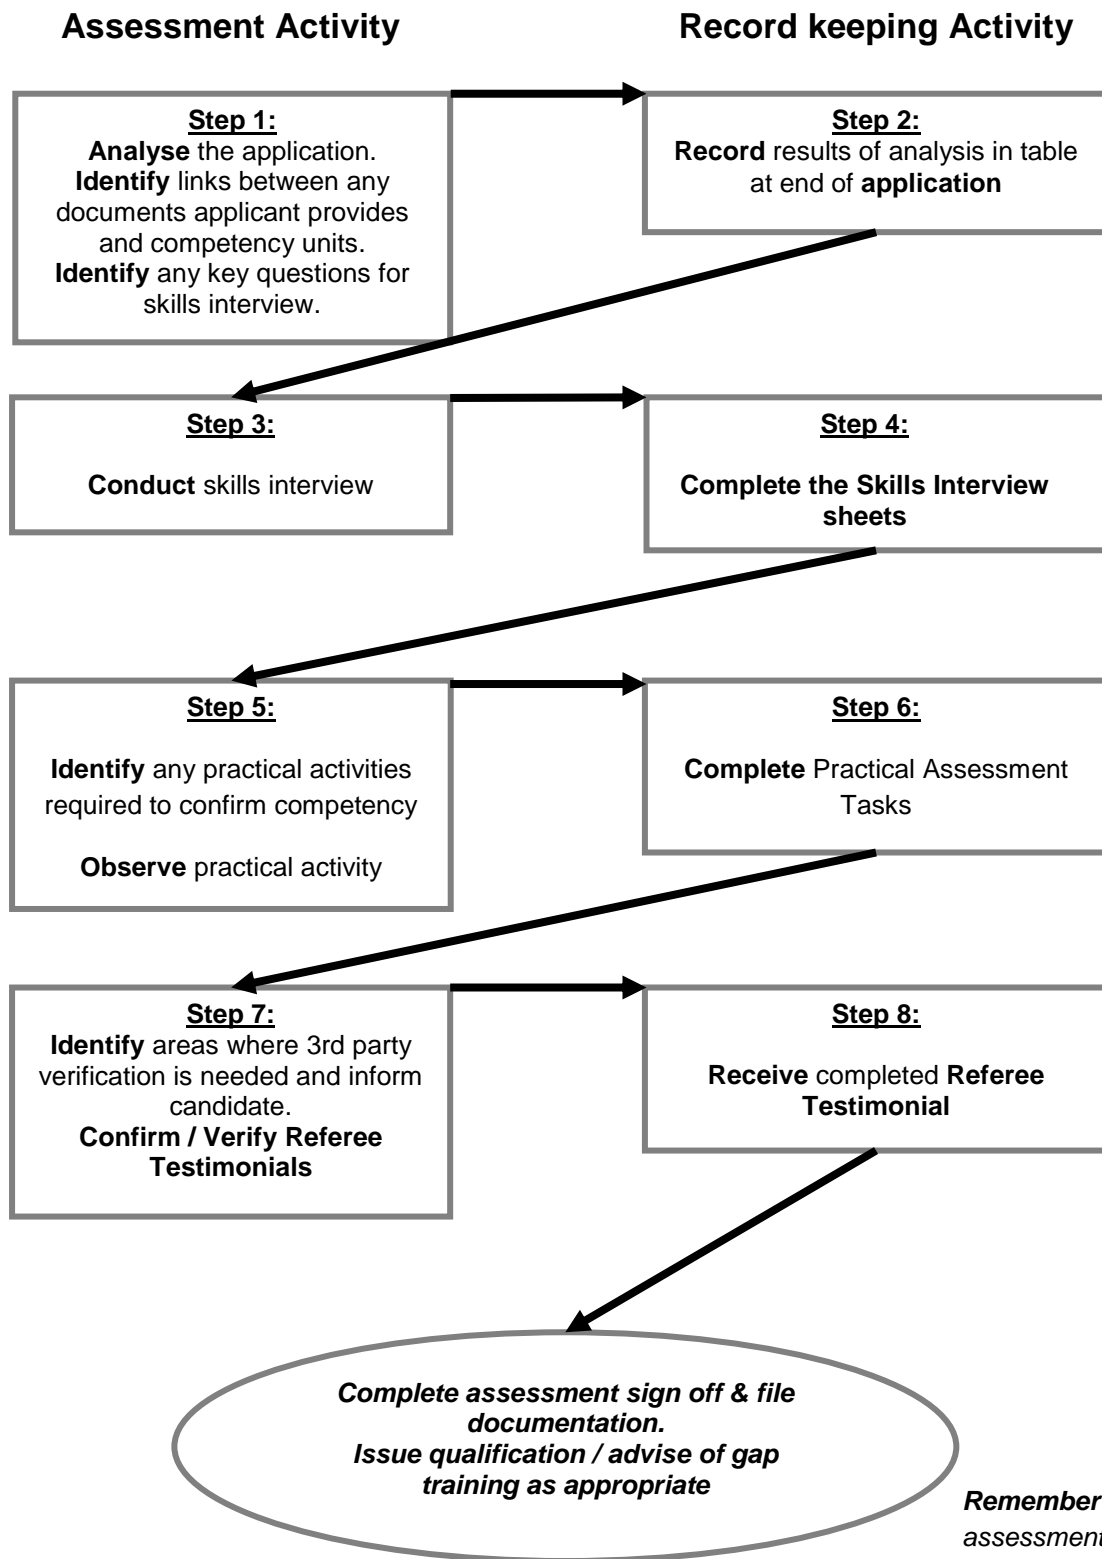 Assessment Activity
Record keeping Activity
Step 1:
Analyse the application.
Identify links between any
documents applicant provides
and competency units.
Identify any key questions for
skills interview.
Step 2:
Record results of analysis in table
at end of application
Step 3:
Conduct skills interview
Step 4:
Complete the Skills Interview
sheets
Step 5:
Identify any practical activities
required to confirm competency
Observe practical activity
Step 6:
Complete Practical Assessment
Tasks
Step 7:
Identify areas where 3rd party
verification is needed and inform
candidate.
Confirm / Verify Referee
Testimonials
Step 8:
Receive completed Referee
Testimonial
Complete assessment sign off & file
documentation.
Issue qualification / advise of gap
training as appropriate
Remember
assessment